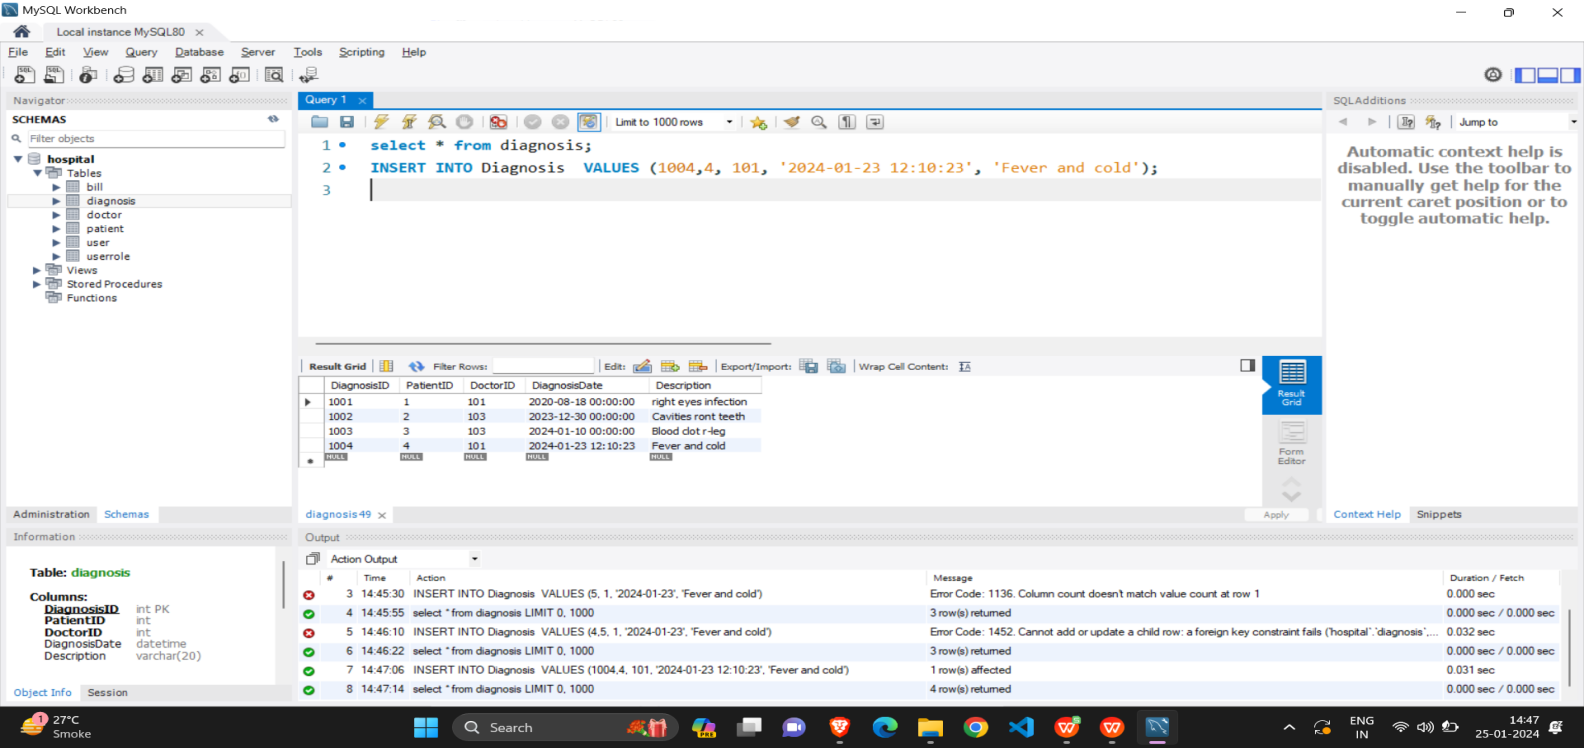 MySQL Workbench
Local instance MySQL80
File Edit View Query Database Server Tools Scripting Help
Navigator
SCHEMAS
Filter objects
hospital
Tables
bill
diagnosis
doctor
patient
user
userrole
Views
Stored Procedures
Functions
Administration Schemas
Information
Table: diagnosis
Columns:
DiagnosisID int PK
PatientID int
DoctorID int
DiagnosisDate datetime
Description varchar(20)
Object Info Session
Query 1
Limit to 1000 rows
1 select * from diagnosis;
2 INSERT INTO Diagnosis  VALUES (1004,4, 101, '2024-01-23 12:10:23', 'Fever and cold');
3
Result Grid Filter Rows: Edit: Export/Import: Wrap Cell Content:
DiagnosisID PatientID DoctorID DiagnosisDate Description
1001 1 101 2020-08-18 00:00:00 right eyes infection
1002 2 103 2023-12-30 00:00:00 Cavities ront teeth
1003 3 103 2024-01-10 00:00:00 Blood clot r-leg
1004 4 101 2024-01-23 12:10:23 Fever and cold
NULL NULL NULL NULL NULL
Result
Grid
Form
Editor
diagnosis 49
Apply
SQLAdditions
Jump to
Automatic context help is
disabled. Use the toolbar to
manually get help for the
current caret position or to
toggle automatic help.
Context Help Snippets
Output
Action Output
# Time Action Message Duration / Fetch
3 14:45:30 INSERT INTO Diagnosis  VALUES (5, 1, '2024-01-23', 'Fever and cold') Error Code: 1136. Column count doesn't match value count at row 1 0.000 sec
4 14:45:55 select * from diagnosis LIMIT 0, 1000 3 row(s) returned 0.000 sec / 0.000 sec
5 14:46:10 INSERT INTO Diagnosis  VALUES (4,5, 1, '2024-01-23', 'Fever and cold') Error Code: 1452. Cannot add or update a child row: a foreign key constraint fails (`hospital`.`diagnosis`,... 0.032 sec
6 14:46:22 select * from diagnosis LIMIT 0, 1000 3 row(s) returned 0.000 sec / 0.000 sec
7 14:47:06 INSERT INTO Diagnosis  VALUES (1004,4, 101, '2024-01-23 12:10:23', 'Fever and cold') 1 row(s) affected 0.031 sec
8 14:47:14 select * from diagnosis LIMIT 0, 1000 4 row(s) returned 0.000 sec / 0.000 sec
1
27°C
Smoke
Search
PRE
ENG
IN
14:47
25-01-2024